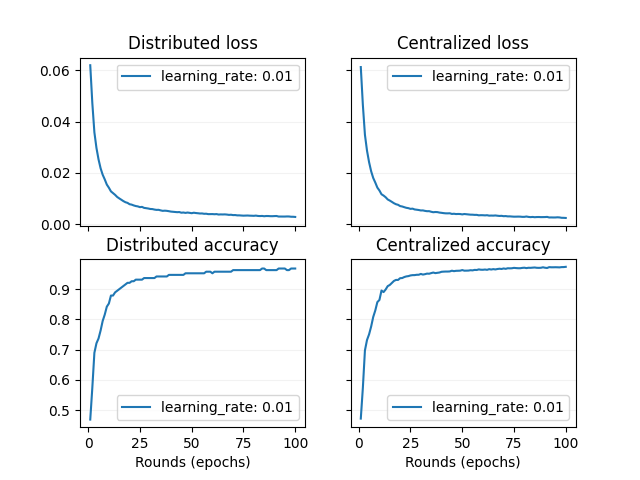 Distributed loss
Centralized loss
0.06
0.04
0.02
0.00
learning_rate: 0.01
learning_rate: 0.01
Distributed accuracy
Centralized accuracy
0.9
0.8
0.7
0.6
0.5
learning_rate: 0.01
learning_rate: 0.01
0 25 50 75 100
0 25 50 75 100
Rounds (epochs)
Rounds (epochs)